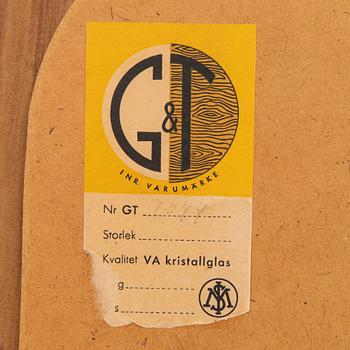 G&T
INR. VARUMÄRKE
Nr GT
Storlek
Kvalitet VA kristallglas
g
s